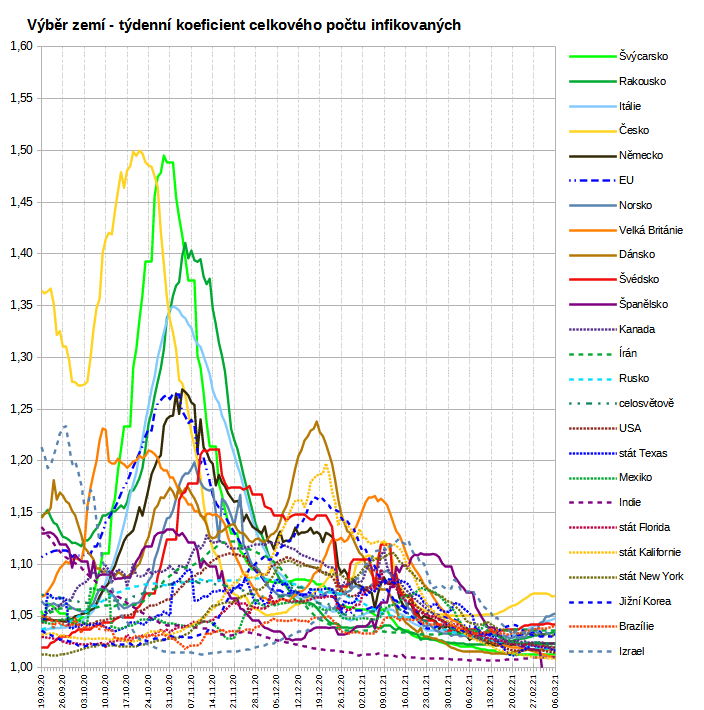 Výběr zemí - týdenní koeficient celkového počtu infikovaných
1,60
1,55
1,50
1,45
1,40
1,35
1,30
1,25
1,20
1,15
1,10
1,05
1,00
Švýcarsko
Rakousko
Itálie
Česko
Německo
EU
Norsko
Velká Británie
Dánsko
Švédsko
Španělsko
Kanada
Írán
Rusko
celosvětově
USA
stát Texas
Mexiko
Indie
stát Florida
stát Kalifornie
stát New York
Jižní Korea
Brazílie
Izrael
19.09.20
26.09.20
03.10.20
10.10.20
17.10.20
24.10.20
31.10.20
07.11.20
14.11.20
21.11.20
28.11.20
05.12.20
12.12.20
19.12.20
26.12.20
02.01.21
09.01.21
16.01.21
23.01.21
30.01.21
06.02.21
13.02.21
20.02.21
27.02.21
06.03.21